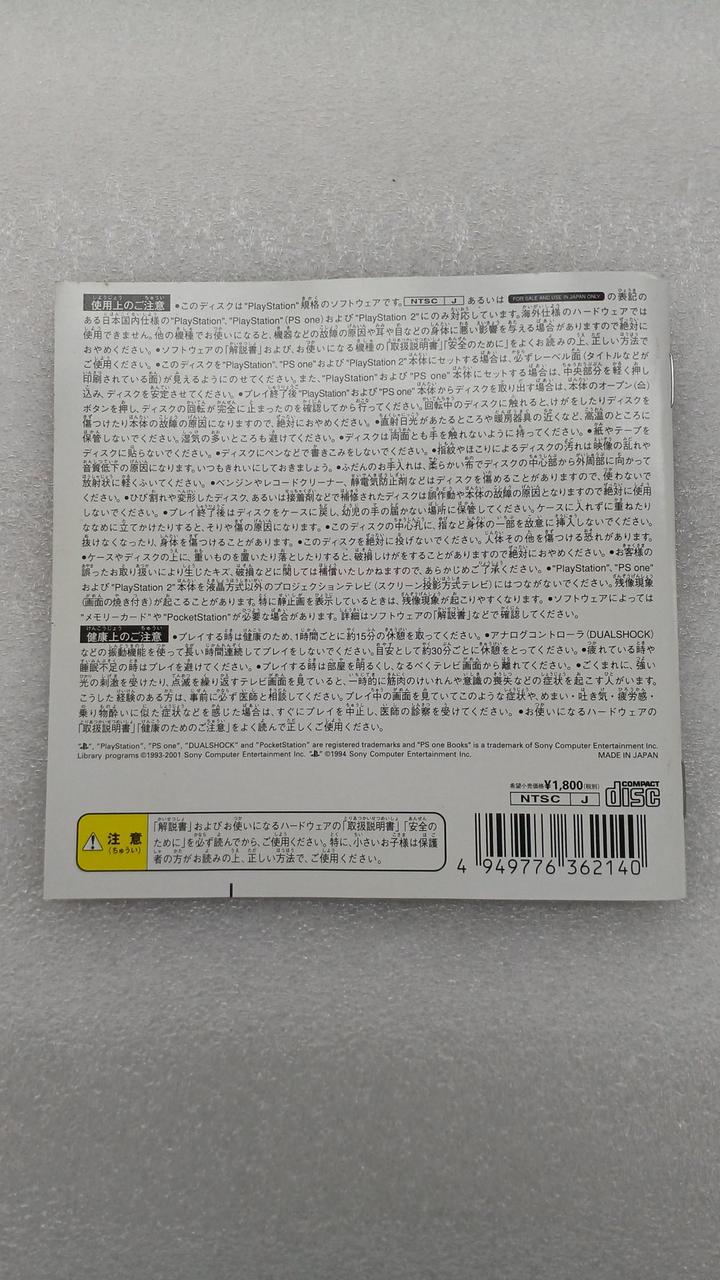 使用上のご注意 ●このディスクは"PlayStation"規格のソフトウェアです。NTSC J あるいは FOR SALE AND USE IN JAPAN ONLY の表記の
ある日本国内仕様の"PlayStation"、"PlayStation"(PS one)および"PlayStation 2"にのみ対応しています。海外仕様のハードウェアでは
使用できません。他の機種でお使いになると、機器などの故障の原因や耳や目などの身体に悪い影響を与える場合がありますので絶対に
おやめください。●ソフトウェアの「解説書」および、お使いになる機種の「取扱説明書」「安全のために」をよくお読みの上、正しい方法で
ご使用ください。●このディスクを"PlayStation"、"PS one"および"PlayStation 2"本体にセットする場合は、必ずレーベル面(タイトルなどが
印刷されている面)が見えるようにのせてください。また、"PlayStation"および"PS one"本体にセットする場合は、中央部分を軽く押し
込み、ディスクを安定させてください。●プレイ終了後"PlayStation"および"PS one"本体からディスクを取り出す場合は、本体のオープン(≙)
ボタンを押し、ディスクの回転が完全に止まったのを確認してから行ってください。回転中のディスクに触れると、けがをしたりディスクを
傷つけたり本体の故障の原因になりますので、絶対におやめください。●直射日光があたるところや暖房器具の近くなど、高温のところに
保管しないでください。湿気の多いところも避けてください。●ディスクは両面とも手を触れないように持ってください。●紙やテープを
ディスクに貼らないでください。●ディスクにペンなどで書きこみをしないでください。●指紋やほこりによるディスクの汚れは映像の乱れや
音質低下の原因になります。いつもきれいにしておきましょう。●ふだんのお手入れは、柔らかい布でディスクの中心部から外周部に向かって
放射状に軽くふいてください。●ベンジンやレコードクリーナー、静電気防止剤などはディスクを傷めることがありますので、使わないで
ください。●ひび割れや変形したディスク、あるいは接着剤などで補修されたディスクは誤作動や本体の故障の原因となりますので絶対に使用
しないでください。●プレイ終了後はディスクをケースに戻し、幼児の手の届かない場所に保管してください。ケースに入れずに重ねたり
ななめに立てかけたりすると、そりや傷の原因になります。●このディスクの中心孔に、指など身体の一部を故意に挿入しないでください。
抜けなくなったり、身体を傷つけることがあります。●このディスクを絶対に投げないでください。人体その他を傷つける恐れがあります。
●ケースやディスクの上に、重いものを置いたり落としたりすると、破損しけがをすることがありますので絶対におやめください。●お客様の
誤ったお取り扱いにより生じたキズ、破損などに関しては補償いたしかねますので、あらかじめご了承ください。●"PlayStation"、"PS one"
および"PlayStation 2"本体を液晶方式以外のプロジェクションテレビ(スクリーン投影方式テレビ)にはつながないでください。残像現象
(画面の焼き付き)が起こることがあります。特に静止画を表示しているときは、残像現象が起こりやすくなります。●ソフトウェアによっては
"メモリーカード"や"PocketStation"が必要な場合があります。詳細はソフトウェアの「解説書」などで確認してください。
健康上のご注意 ●プレイする時は健康のため、1時間ごとに約15分の休憩を取ってください。●アナログコントローラ(DUALSHOCK)
などの振動機能を使って長い時間連続してプレイをしないでください。目安として約30分ごとに休憩をとってください。●疲れている時や
睡眠不足の時はプレイを避けてください。●プレイする時は部屋を明るくし、なるべくテレビ画面から離れてください。●ごくまれに、強い
光の刺激を受けたり、点滅を繰り返すテレビ画面を見ていると、一時的に筋肉のけいれんや意識の喪失などの症状を起こす人がいます。
こうした経験のある方は、事前に必ず医師と相談してください。プレイ中の画面を見ていてこのような症状や、めまい・吐き気・疲労感・
乗り物酔いに似た症状などを感じた場合は、すぐにプレイを中止し、医師の診察を受けてください。●お使いになるハードウェアの
「取扱説明書」「健康のためのご注意」をよく読んで正しくご使用ください。
"PS", "PlayStation", "PS one", "DUALSHOCK" and "PocketStation" are registered trademarks and "PS one Books" is a trademark of Sony Computer Entertainment Inc.
Library programs ©1993-2001 Sony Computer Entertainment Inc. "PS" ©1994 Sony Computer Entertainment Inc. MADE IN JAPAN
希望小売価格¥1,800(税別)
NTSC J COMPACT disc
注意 (ちゅうい)
「解説書」およびお使いになるハードウェアの「取扱説明書」「安全の
ために」を必ず読んでから、ご使用ください。特に、小さいお子様は保護
者の方がお読みの上、正しい方法で、ご使用ください。
4 949776 362140